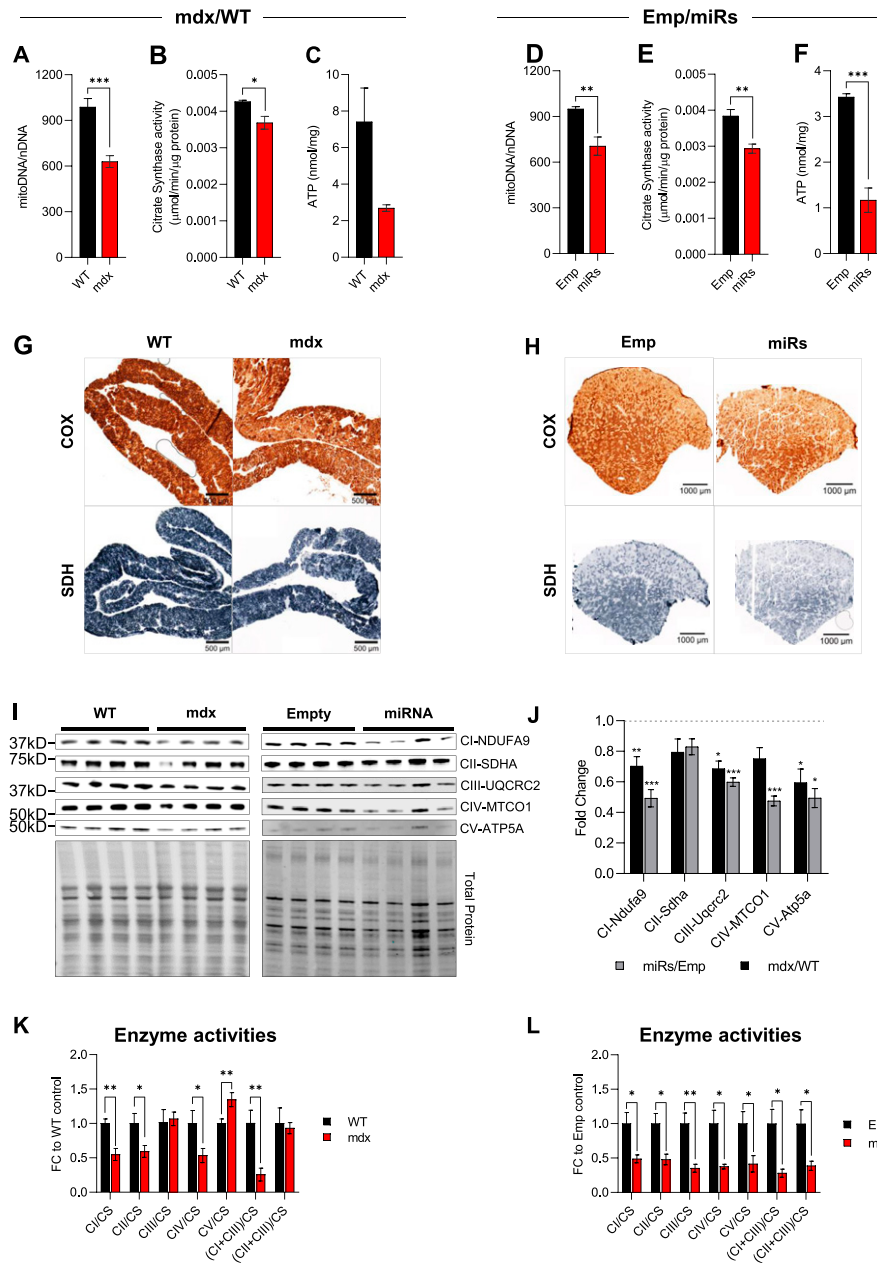 mdx/WT
Emp/miRs
A
mitoDNA/nDNA
1200
900
600
300
0
***
WT
mdx
B
Citrate Synthase activity
(µmol/min/µg protein)
0.005
0.004
0.003
0.002
0.001
0.000
*
WT
mdx
C
ATP (nmol/mg)
10
8
6
4
2
0
WT
mdx
D
mitoDNA/nDNA
1200
900
600
300
0
**
Emp
miRs
E
Citrate Synthase activity
(µmol/min/µg protein)
0.005
0.004
0.003
0.002
0.001
0.000
**
Emp
miRs
F
ATP (nmol/mg)
4
3
2
1
0
***
Emp
miRs
G
WT
mdx
COX
500 µm
500 µm
SDH
500 µm
500 µm
H
Emp
miRs
COX
1000 µm
1000 µm
SDH
1000 µm
1000 µm
I
WT
mdx
Empty
miRNA
37kD
CI-NDUFA9
75kD
CII-SDHA
37kD
CIII-UQCRC2
50kD
CIV-MTCO1
50kD
CV-ATP5A
Total Protein
J
Fold Change
1.0
0.8
0.6
0.4
0.2
0.0
**
***
*
***
***
*
*
CI-Ndufa9
CII-Sdha
CIII-Uqcrc2
CIV-MTCO1
CV-Atp5a
miRs/Emp
mdx/WT
K
Enzyme activities
FC to WT control
2.0
1.5
1.0
0.5
0.0
**
*
*
**
**
CI/CS
CII/CS
CIII/CS
CIV/CS
CV/CS
(CI+CIII)/CS
(CII+CIII)/CS
WT
mdx
L
Enzyme activities
FC to Emp control
2.0
1.5
1.0
0.5
0.0
*
*
**
*
*
*
*
CI/CS
CII/CS
CIII/CS
CIV/CS
CV/CS
(CI+CIII)/CS
(CII+CIII)/CS